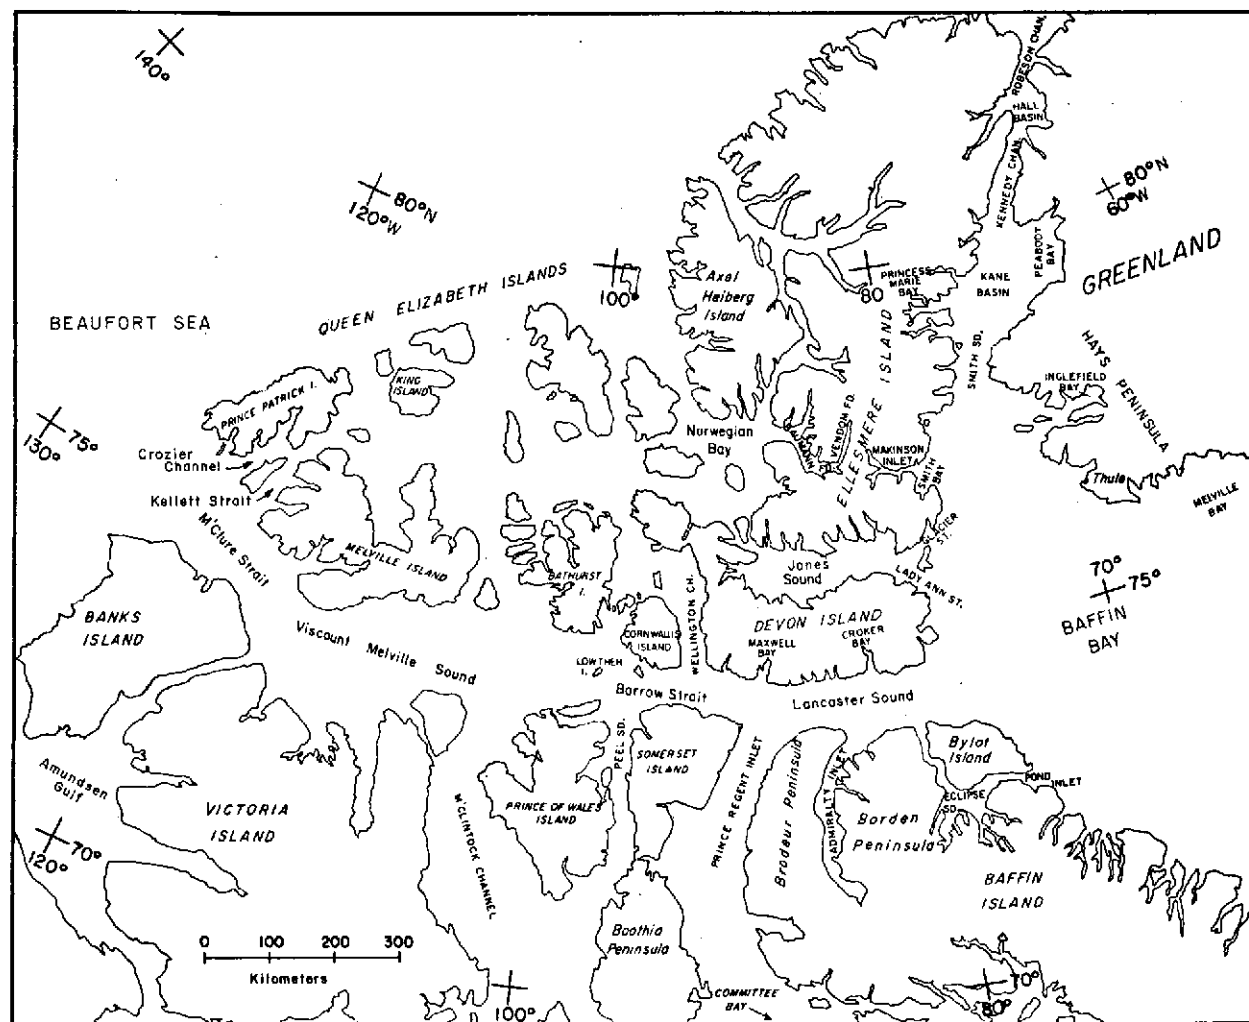 140°
ROBESON CHAN.
HALL
BASIN
KENNEDY CHAN.
80°N
120°W
80°N
60°W
PEABODY
BAY
GREENLAND
QUEEN ELIZABETH ISLANDS
100°
Axel
Heiberg
Island
80
PRINCESS
MARIE
BAY
KANE
BASIN
BEAUFORT SEA
SMITH SD.
HAYS PENINSULA
INGLEFIELD
BAY
KING
ISLAND
PRINCE PATRICK I.
75°
130°
Crozier
Channel
Kellett Strait
M'Clure Strait
Norwegian
Bay
BAUMANN
VENDOM FD.
ELLESMERE ISLAND
MAKINSON
INLET
SMITH
BAY
Thule
MELVILLE
BAY
GLACIER
ST.
MELVILLE ISLAND
BATHURST
I.
Jones
Sound
LADY ANN ST.
70°
75°
BAFFIN
BAY
BANKS
ISLAND
Viscount Melville Sound
CORNWALLIS
ISLAND
WELLINGTON CH.
DEVON ISLAND
MAXWELL
BAY
CROKER
BAY
LOWTHEH
I.
Barrow Strait
Lancaster Sound
Amundsen
Gulf
PEEL SD.
SOMERSET
ISLAND
PRINCE REGENT INLET
Brodeur Peninsula
ADMIRALTY INLET
Bylot
Island
POND INLET
ECLIPSE
SD.
Borden
Peninsula
VICTORIA
ISLAND
M'CLINTOCK CHANNEL
PRINCE OF WALES
ISLAND
70°
120°
BAFFIN
ISLAND
0 100 200 300
Kilometers
Boothia
Peninsula
100°
COMMITTEE
BAY
70°
80°